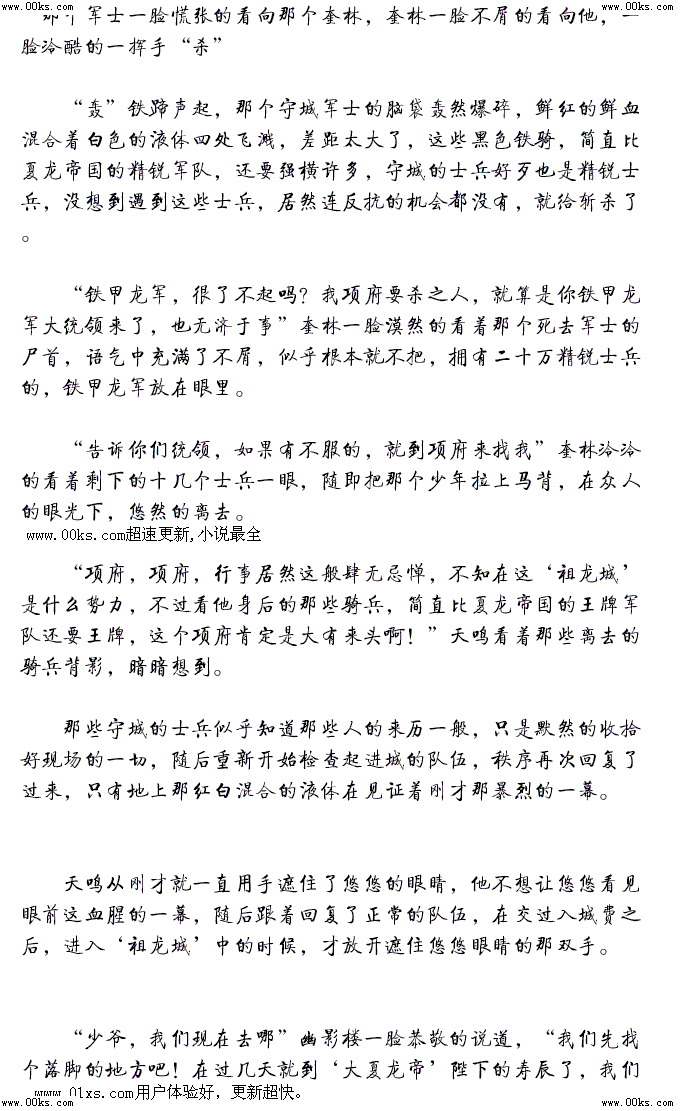 www.00ks.com www.00ks.com
那个军士一脸慌张的看向那个奎林，奎林一脸不屑的看向他，一
脸冷酷的一挥手“杀”
“轰”铁蹄声起，那个守城军士的脑袋轰然爆碎，鲜红的鲜血
混合着白色的液体四处飞溅，差距太大了，这些黑色铁骑，简直比
夏龙帝国的精锐军队，还要强横许多，守城的士兵好歹也是精锐士
兵，没想到遇到这些士兵，居然连反抗的机会都没有，就给斩杀了
。
“铁甲龙军，很了不起吗？我项府要杀之人，就算是你铁甲龙
军大统领来了，也无济于事”奎林一脸漠然的看着那个死去军士的
尸首，语气中充满了不屑，似乎根本就不把，拥有二十万精锐士兵
的，铁甲龙军放在眼里。
“告诉你们统领，如果有不服的，就到项府来找我”奎林冷冷
的看着剩下的十几个士兵一眼，随即把那个少年拉上马背，在众人
的眼光下，悠然的离去。
www.00ks.com超速更新,小说最全
“项府，项府，行事居然这般肆无忌惮，不知在这‘祖龙城’
是什么势力，不过看他身后的那些骑兵，简直比夏龙帝国的王牌军
队还要王牌，这个项府肯定是大有来头啊！”天鸣看着那些离去的
骑兵背影，暗暗想到。
那些守城的士兵似乎知道那些人的来历一般，只是默然的收拾
好现场的一切，随后重新开始检查起进城的队伍，秩序再次回复了
过来，只有地上那红白混合的液体在见证着刚才那暴烈的一幕。
天鸣从刚才就一直用手遮住了悠悠的眼睛，他不想让悠悠看见
眼前这血腥的一幕，随后跟着回复了正常的队伍，在交过入城费之
后，进入‘祖龙城’中的时候，才放开遮住悠悠眼睛的那双手。
“少爷，我们现在去哪”幽影楼一脸恭敬的说道，“我们先找
个落脚的地方吧！在过几天就到‘大夏龙帝’陛下的寿辰了，我们
www.01xs.com用户体验好，更新超快。
www.00ks.com www.00ks.com